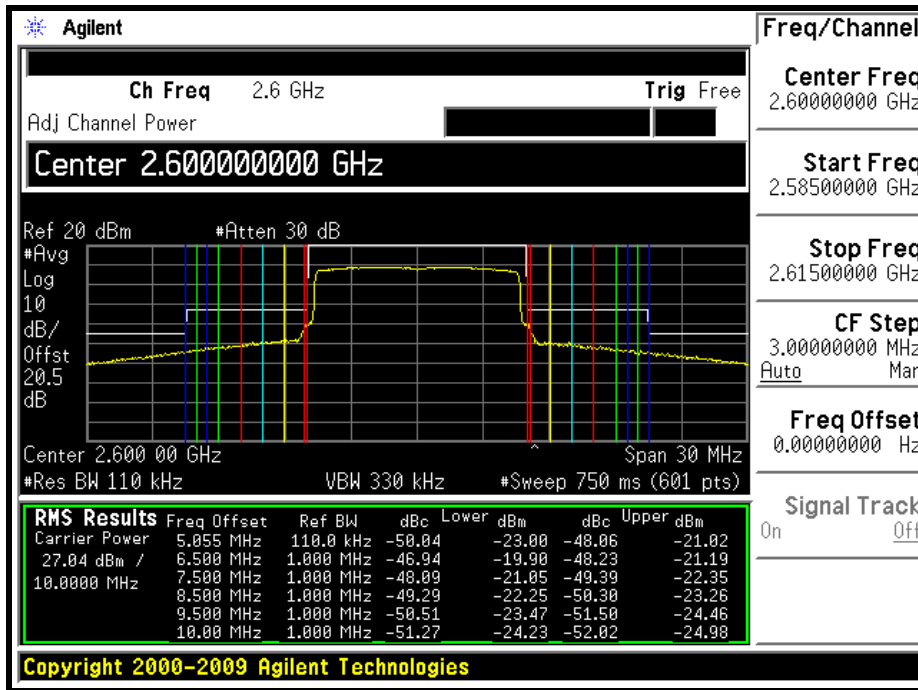 Agilent
Freq/Channel
Ch Freq 2.6 GHz Trig Free
Adj Channel Power
Center 2.600000000 GHz
Center Freq
2.60000000 GHz
Start Freq
2.58500000 GHz
Stop Freq
2.61500000 GHz
CF Step
3.00000000 MHz
Auto Man
Freq Offset
0.00000000 Hz
Signal Track
On Off
Ref 20 dBm #Atten 30 dB
#Avg
Log
10
dB/
Offst
20.5
dB
Center 2.600 00 GHz Span 30 MHz
#Res BW 110 kHz VBW 330 kHz #Sweep 750 ms (601 pts)
RMS Results Freq Offset Ref BW dBc Lower dBm dBc Upper dBm
Carrier Power 5.055 MHz 110.0 kHz -50.04 -23.00 -48.06 -21.02
27.04 dBm / 6.500 MHz 1.000 MHz -46.94 -19.90 -48.23 -21.19
10.0000 MHz 7.500 MHz 1.000 MHz -48.09 -21.05 -49.39 -22.35
8.500 MHz 1.000 MHz -49.29 -22.25 -50.30 -23.26
9.500 MHz 1.000 MHz -50.51 -23.47 -51.50 -24.46
10.00 MHz 1.000 MHz -51.27 -24.23 -52.02 -24.98
Copyright 2000-2009 Agilent Technologies